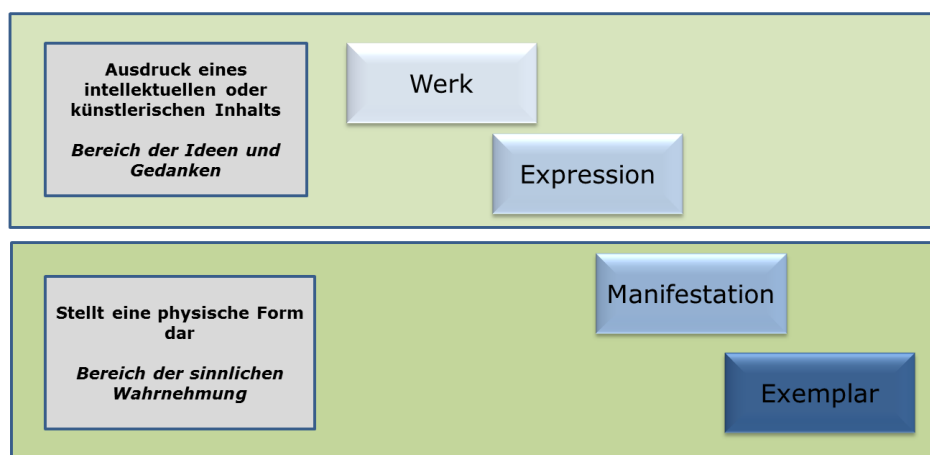 Ausdruck eines
intellektuellen oder
künstlerischen Inhalts
Bereich der Ideen und
Gedanken
Werk
Expression
Stellt eine physische Form
dar
Bereich der sinnlichen
Wahrnehmung
Manifestation
Exemplar